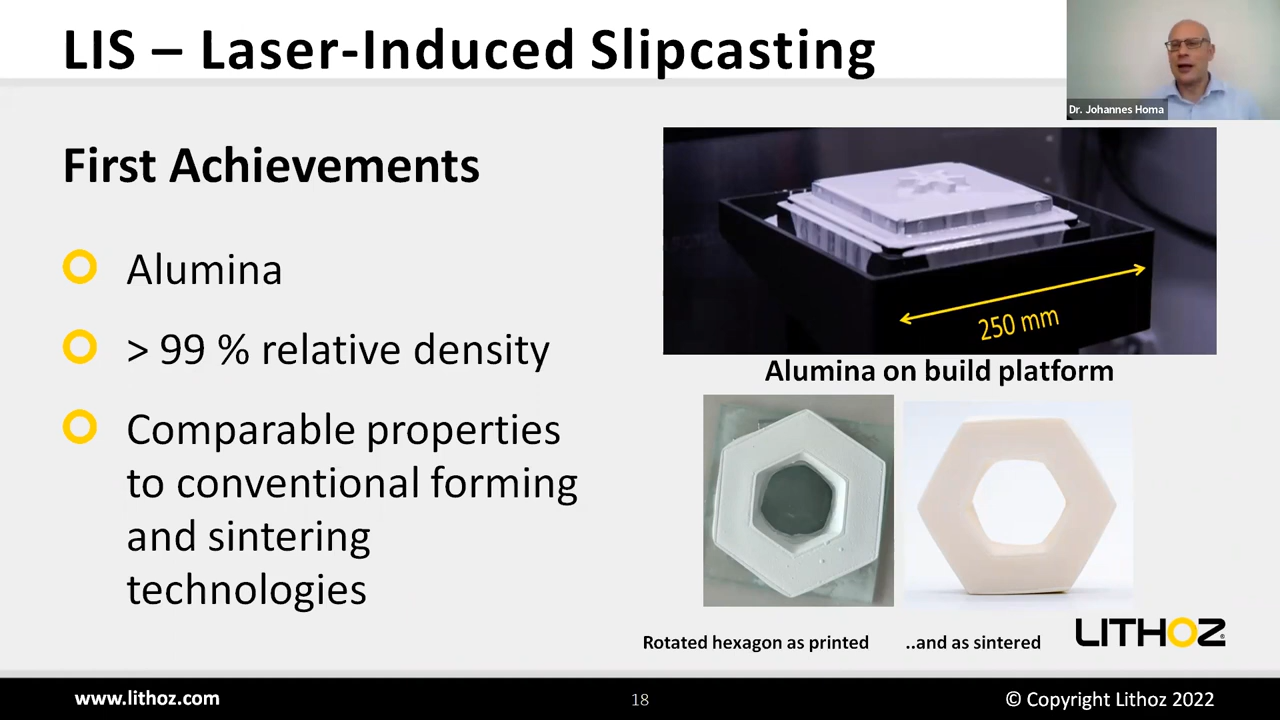 LIS – Laser-Induced Slipcasting
Dr. Johannes Homa
First Achievements
Alumina
> 99 % relative density
Comparable properties
to conventional forming
and sintering
technologies
250 mm
Alumina on build platform
Rotated hexagon as printed
..and as sintered
LITHOZ
www.lithoz.com
18
© Copyright Lithoz 2022